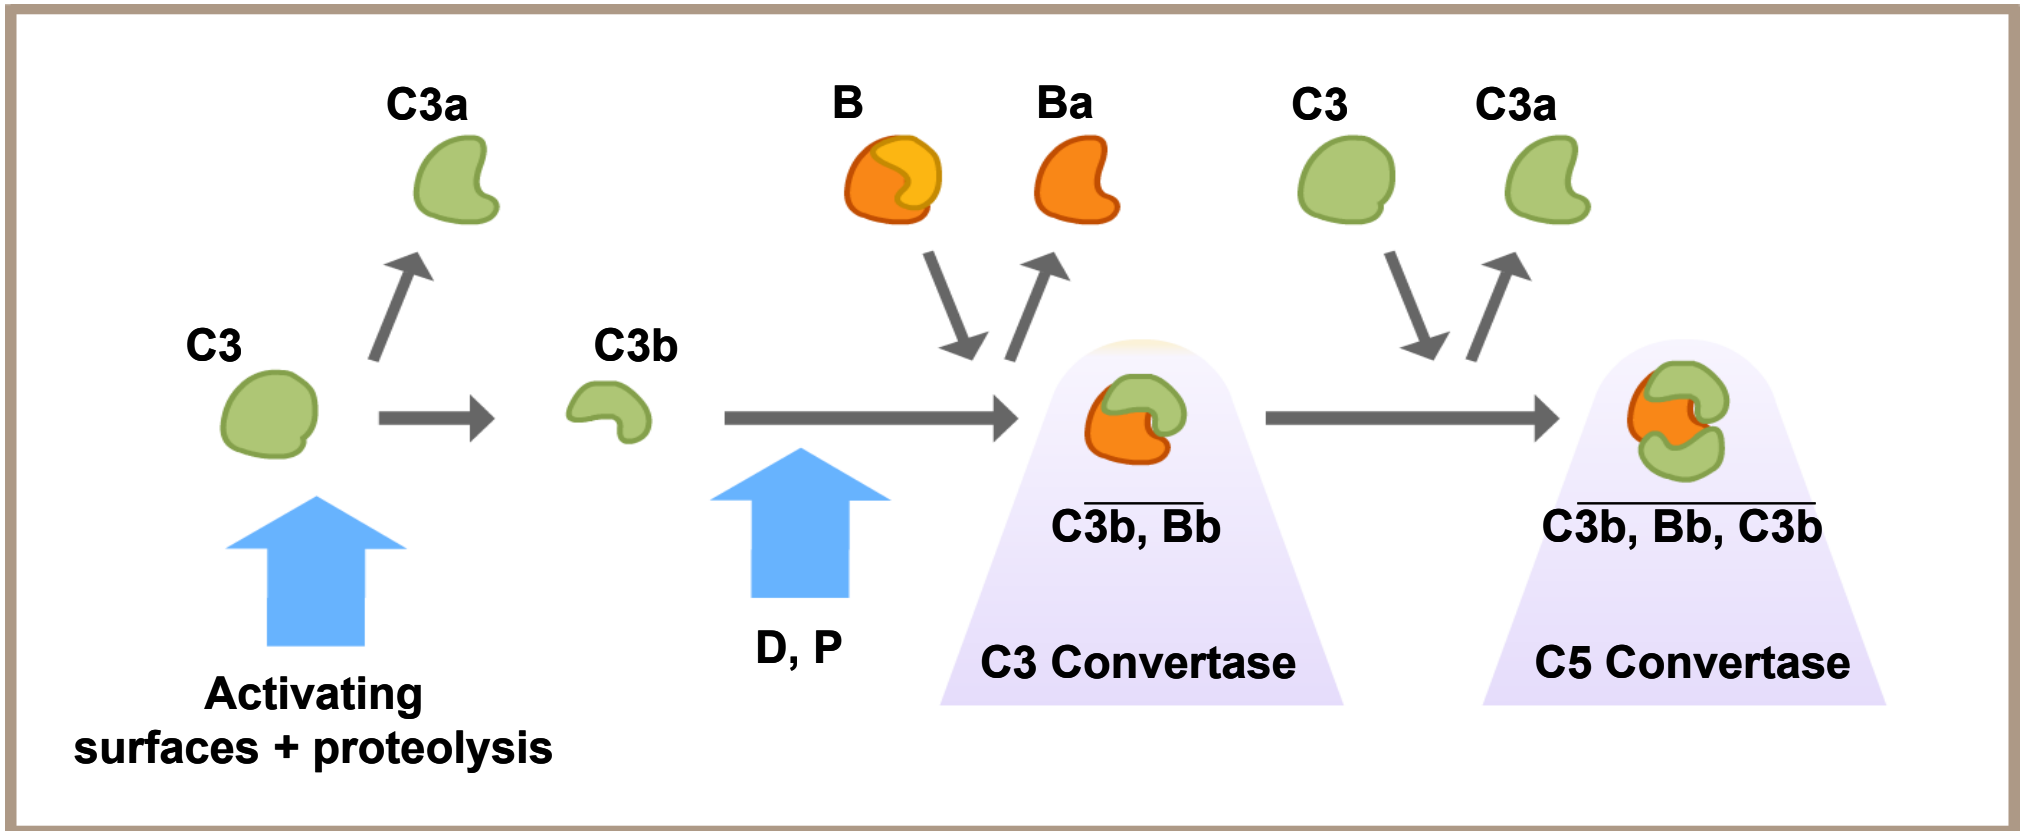 C3a
B
Ba
C3
C3a
C3
C3b
C3b, Bb
C3b, Bb, C3b
D, P
C3 Convertase
C5 Convertase
Activating
surfaces + proteolysis